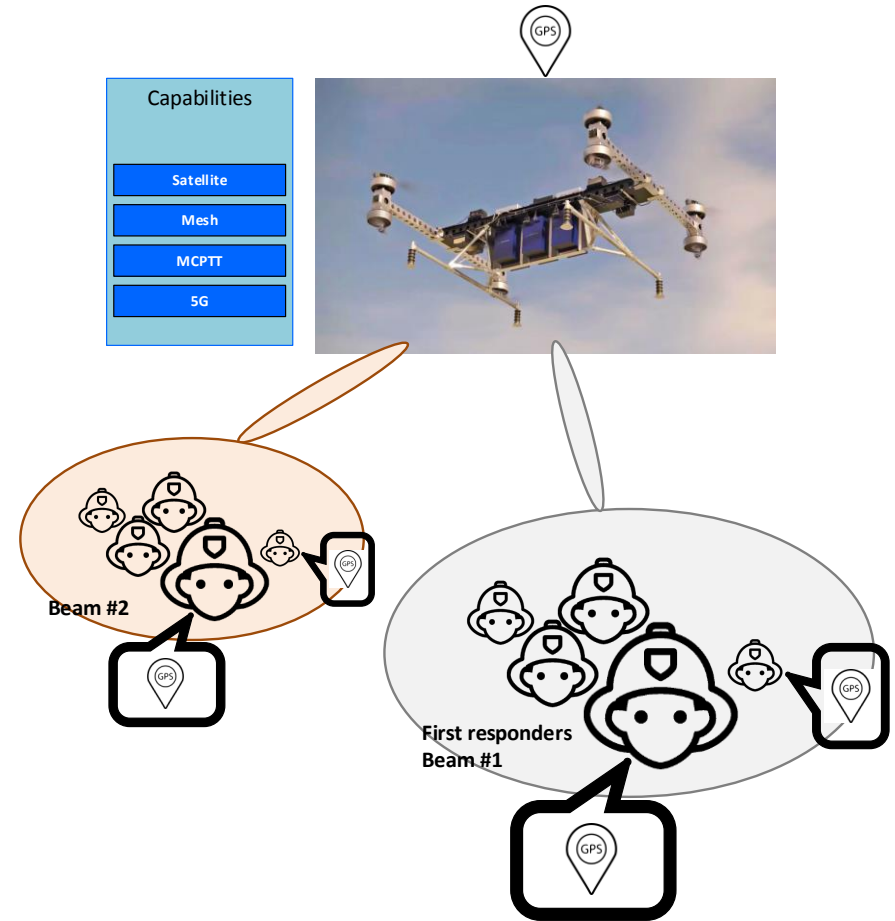 GPS
Capabilities
Satellite
Mesh
MCPTT
5G
GPS
Beam #2
GPS
GPS
First responders
Beam #1
GPS